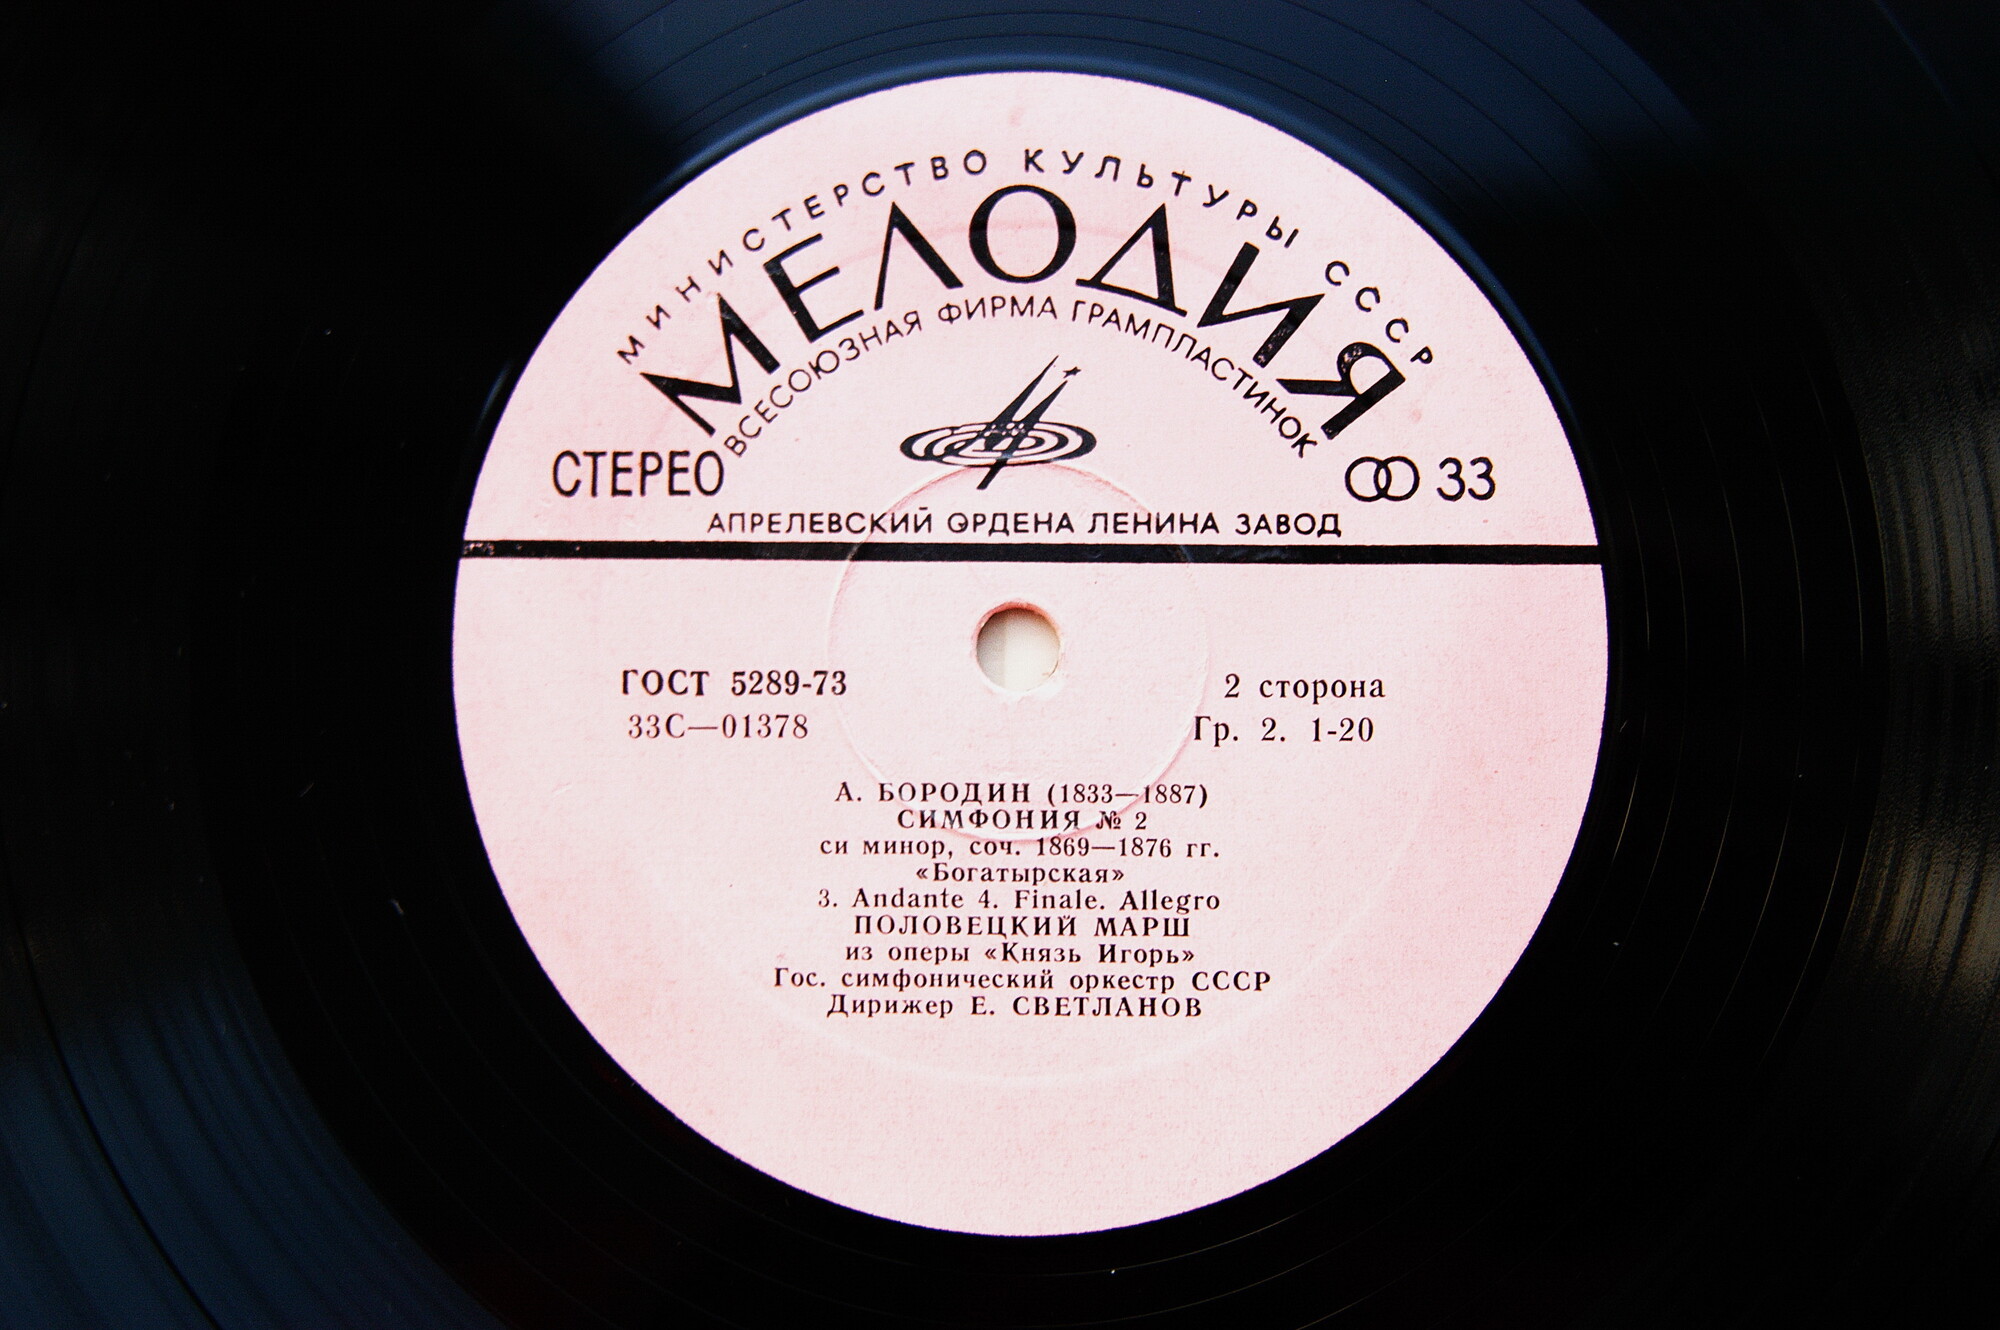 МИНИСТЕРСТВО КУЛЬТУРЫ СССР
МЕЛОДИЯ
ВСЕСОЮЗНАЯ ФИРМА ГРАМПЛАСТИНОК
СТЕРЕО
33
АПРЕЛЕВСКИЙ ОРДЕНА ЛЕНИНА ЗАВОД
ГОСТ 5289-73
2 сторона
33С—01378
Гр. 2. 1-20
А. БОРОДИН (1833—1887)
СИМФОНИЯ № 2
си минор, соч. 1869—1876 гг.
«Богатырская»
3. Andante 4. Finale. Allegro
ПОЛОВЕЦКИЙ МАРШ
из оперы «Князь Игорь»
Гос. симфонический оркестр СССР
Дирижер Е. СВЕТЛАНОВ